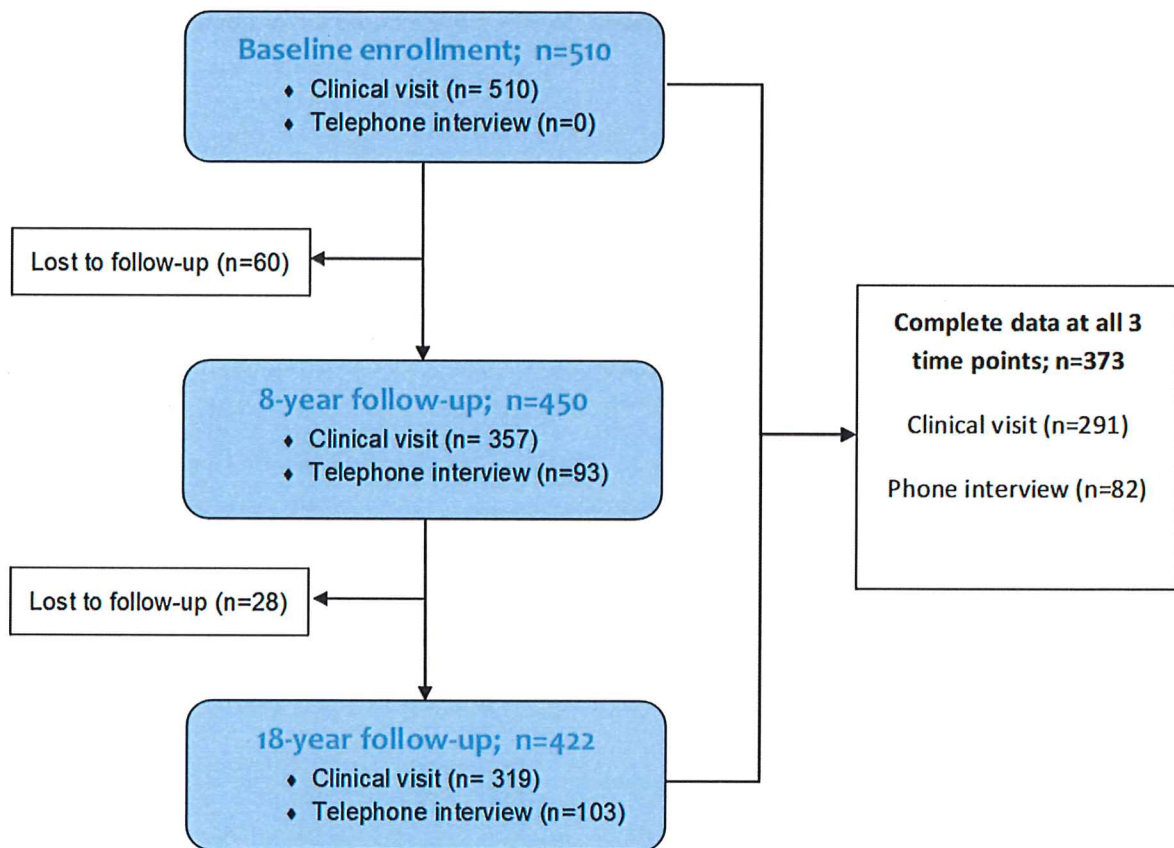 Baseline enrollment; n=510
♦ Clinical visit (n= 510)
♦ Telephone interview (n=0)
Lost to follow-up (n=60)
8-year follow-up; n=450
♦ Clinical visit (n= 357)
♦ Telephone interview (n=93)
Complete data at all 3
time points; n=373
Clinical visit (n=291)
Phone interview (n=82)
Lost to follow-up (n=28)
18-year follow-up; n=422
♦ Clinical visit (n= 319)
♦ Telephone interview (n=103)